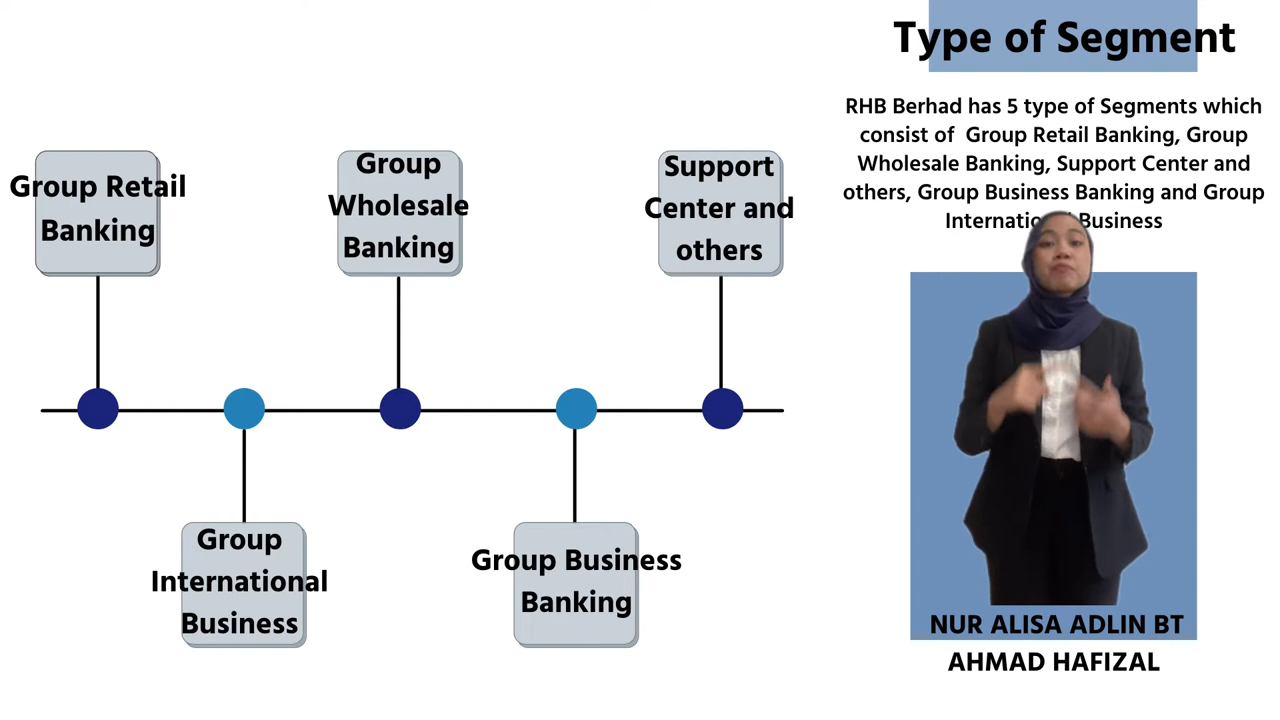 Type of Segment
RHB Berhad has 5 type of Segments which
consist of Group Retail Banking, Group
Wholesale Banking, Support Center and
others, Group Business Banking and Group
Business
Group Retail
Banking
Group
Wholesale
Banking
Support
Center and
others
Group
International
Business
Group Business
Banking
NUR ALISA ADLIN BT
AHMAD HAFIZAL